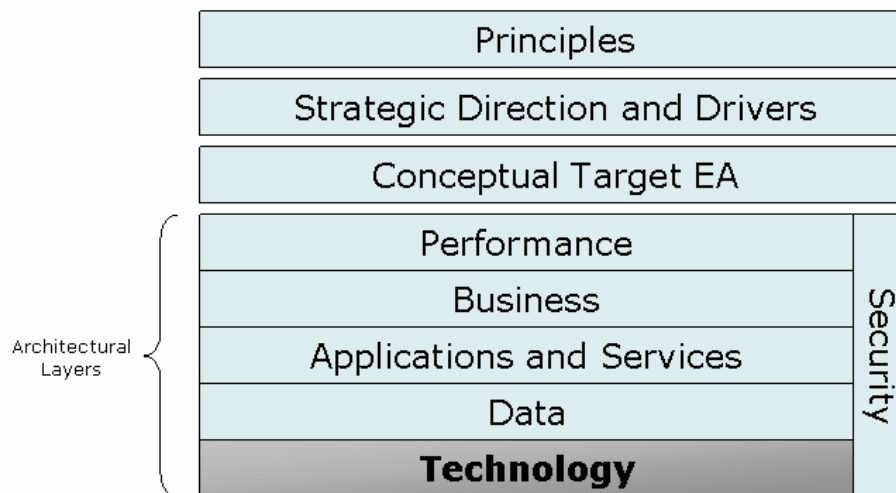 Principles
Strategic Direction and Drivers
Conceptual Target EA
Performance
Business
Applications and Services
Data
Technology
Security
Architectural
Layers